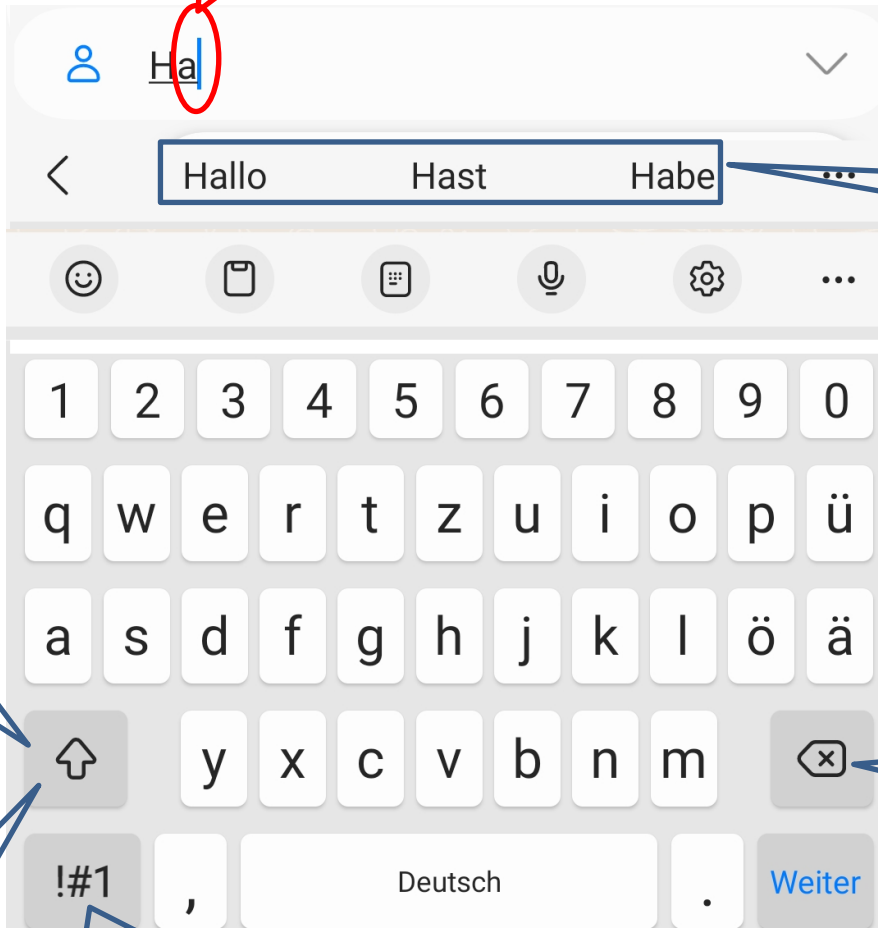 Ha
Hallo Hast Habe
1 2 3 4 5 6 7 8 9 0
q w e r t z u i o p ü
a s d f g h j k l ö ä
y x c v b n m
!#1 , Deutsch . Weiter